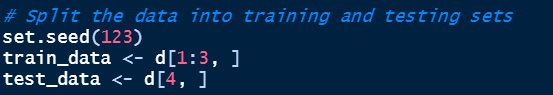 # Split the data into training and testing sets
set.seed(123)
train_data <- d[1:3, ]
test_data <- d[4, ]